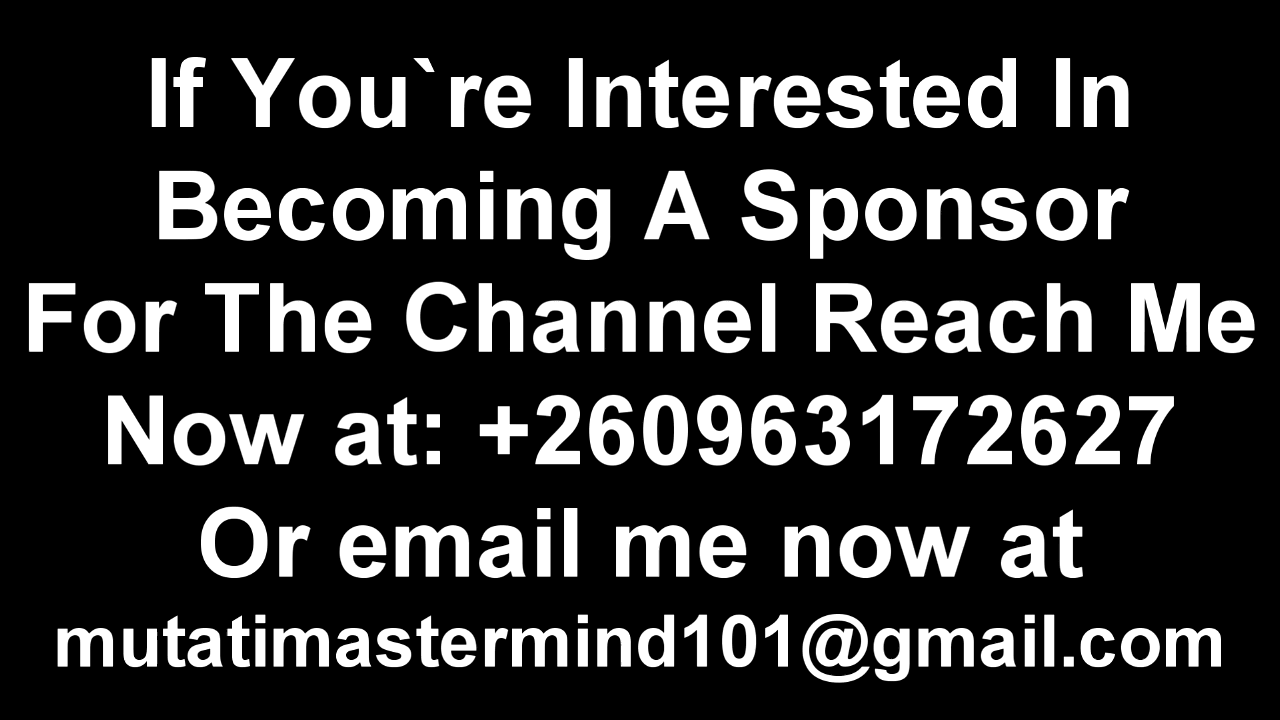 If You`re Interested In
Becoming A Sponsor
For The Channel Reach Me
Now at: +260963172627
Or email me now at
mutatimastermind101@gmail.com